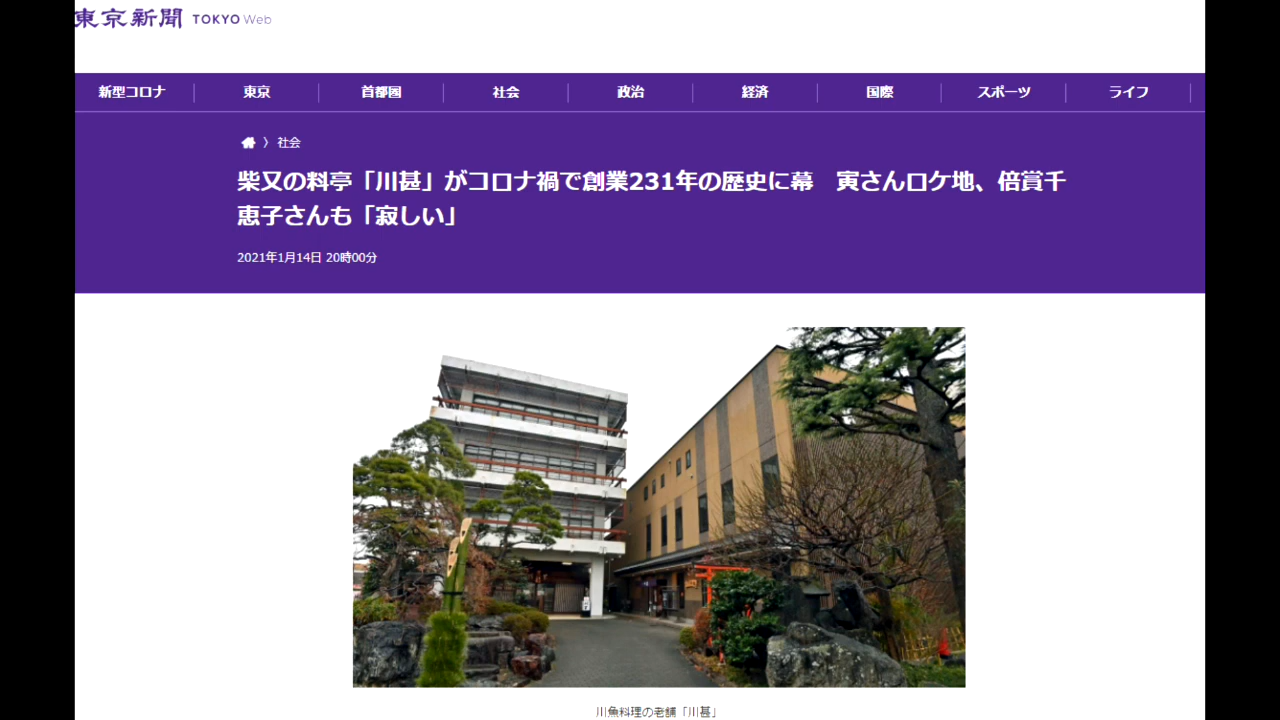 東京新聞 TOKYO Web
新型コロナ 東京 首都圏 社会 政治 経済 国際 スポーツ ライフ
〉 社会
柴又の料亭「川甚」がコロナ禍で創業231年の歴史に幕　寅さんロケ地、倍賞千
恵子さんも「寂しい」
2021年1月14日 20時00分
川魚料理の老舗「川甚」